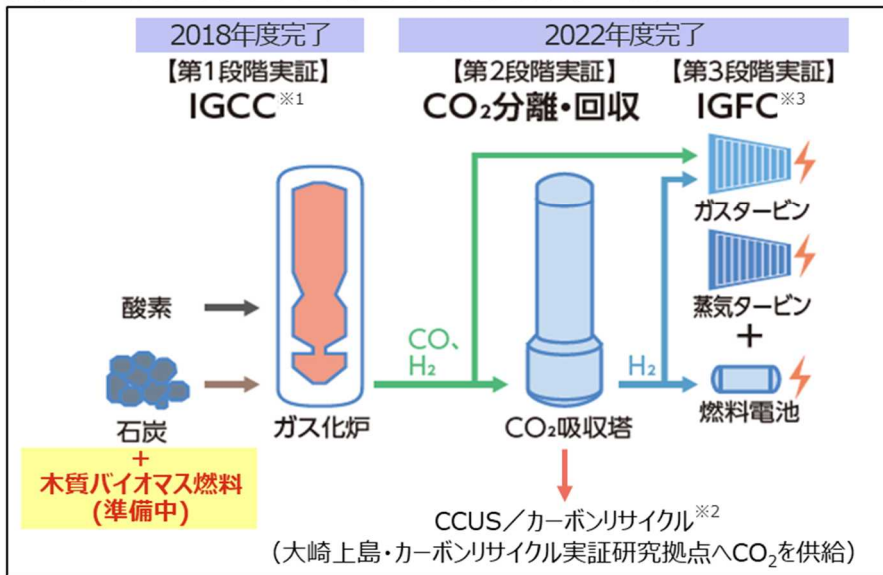 2018年度完了
2022年度完了
【第1段階実証】
IGCC※1
【第2段階実証】
CO₂分離・回収
【第3段階実証】
IGFC※3
ガスタービン
蒸気タービン
+
燃料電池
酸素
石炭
+
木質バイオマス燃料
(準備中)
ガス化炉
CO、
H₂
CO₂吸収塔
H₂
CCUS/カーボンリサイクル※2
(大崎上島・カーボンリサイクル実証研究拠点へCO₂を供給)